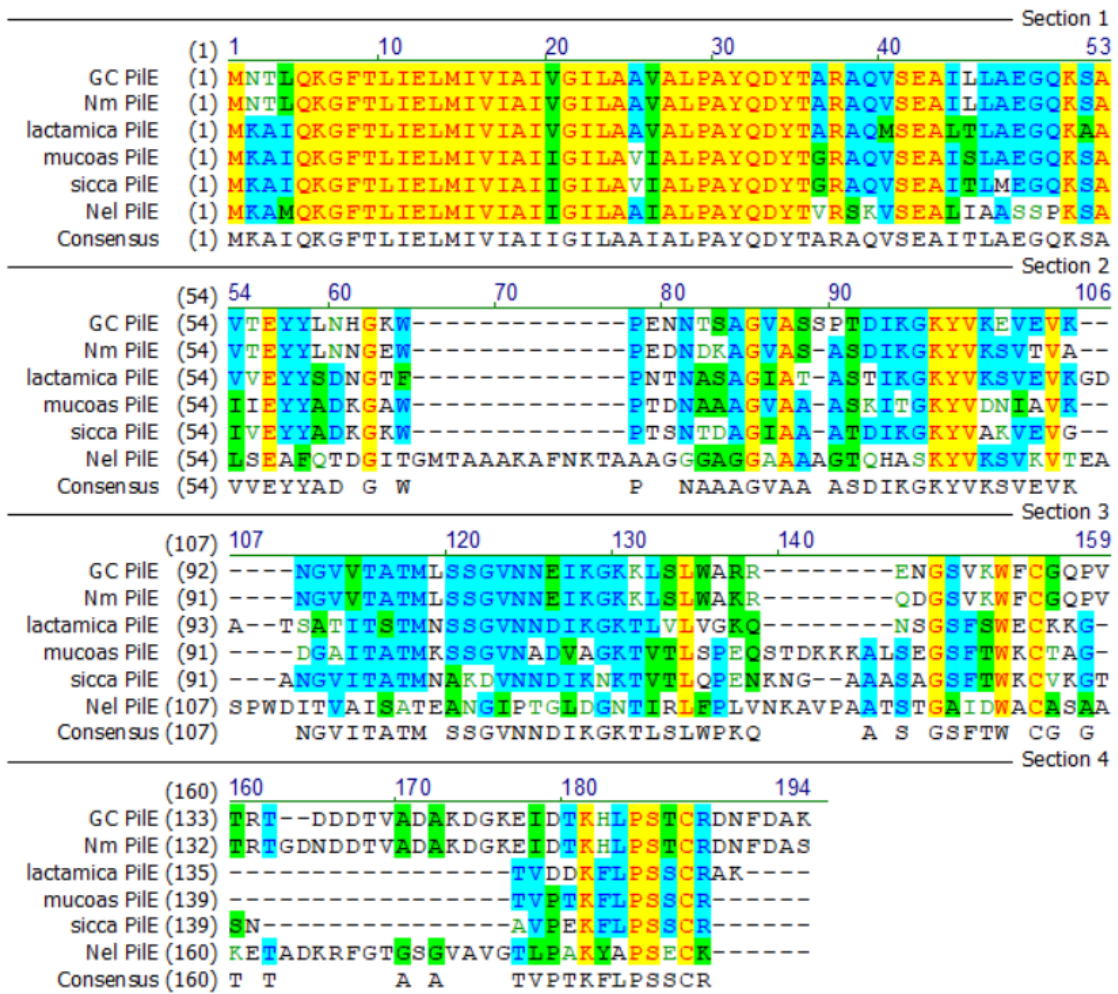 Section 1
(1) 1 10 20 30 40 53
GC PilE (1) MNTLQKGFTLIELMIVIAIVGILAAVALPAYQDYTARAQVSEAILLAEGQKSA
Nm PilE (1) MNTLQKGFTLIELMIVIAIVGILAAVALPAYQDYTARAQVSEAILLAEGQKSA
lactamica PilE (1) MKAIQKGFTLIELMIVIAIVGILAAVALPAYQDYTARAQMSEALTLAEGQKAA
mucoas PilE (1) MKAIQKGFTLIELMIVIAIIGILAVIALPAYQDYTGRAQVSEAISLAEGQKSA
sicca PilE (1) MKAIQKGFTLIELMIVIAIIGILAVIALPAYQDYTGRAQVSEAITLMEGQKSA
Nel PilE (1) MKAMQKGFTLIELMIVIAIIGILAAIALPAYQDYTVRSKVSEALIAASSPKSA
Consensus (1) MKAIQKGFTLIELMIVIAIIGILAAIALPAYQDYTARAQVSEAITLAEGQKSA
Section 2
(54) 54 60 70 80 90 106
GC PilE (54) VTEYYLNHGKW-------------PENNTSAGVASSPTDIKGKYVKEVEVK--
Nm PilE (54) VTEYYLNNGEW-------------PEDNDKAGVAS-ASDIKGKYVKSVTVA--
lactamica PilE (54) VVEYYSDNGTF-------------PNTNASAGIAT-ASTIKGKYVKSVEVKGD
mucoas PilE (54) IIEYYADKGAW-------------PTDNAAAGVAA-ASKITGKYVDNIAVK--
sicca PilE (54) IVEYYADKGKW-------------PTSNTDAGIAA-ATDIKGKYVAKVEVG--
Nel PilE (54) LSEAFQTDGITGMTAAAKAFNKTAAAGGGAGGAAAAGTQHASKYVKSVKVTEA
Consensus (54) VVEYYAD G W P NAAAGVAA ASDIKGKYVKSVEVK
Section 3
(107) 107 120 130 140 159
GC PilE (92) ----NGVVTATMLSSGVNNEIKGKKLSLWARR--------ENGSVKWFCGQPV
Nm PilE (91) ----NGVVTATMLSSGVNNEIKGKKLSLWAKR--------QDGSVKWFCGQPV
lactamica PilE (93) A--TSATITSTMNSSGVNNDIKGKTLVLVGKQ--------NSGSFSWECKKG-
mucoas PilE (91) ----DGAITATMKSSGVNADVAGKTVTLSPEQSTDKKKALSEGSFTWKCTAG-
sicca PilE (91) ---ANGVITATMNAKDVNNDIKNKTVTLQPENKNG--AAASAGSFTWKCVKGT
Nel PilE (107) SPWDITVAISATEANGIPTGLDGNTIRLFPLVNKAVPAATSTGAIDWACASAA
Consensus (107) NGVITATM SSGVNNDIKGKTLSLWPKQ A S GSFTW CG G
Section 4
(160) 160 170 180 194
GC PilE (133) TRT--DDDTVADAKDGKEIDTKHLPSTCRDNFDAK
Nm PilE (132) TRTGDNDDTVADAKDGKEIDTKHLPSTCRDNFDAS
lactamica PilE (135) -----------------TVDDKFLPSSCRAK----
mucoas PilE (139) -----------------TVPTKFLPSSCR------
sicca PilE (139) SN---------------AVPEKFLPSSCR------
Nel PilE (160) KETADKRFGTGSGVAVGTLPAKYAPSECK------
Consensus (160) T T A A TVPTKFLPSSCR